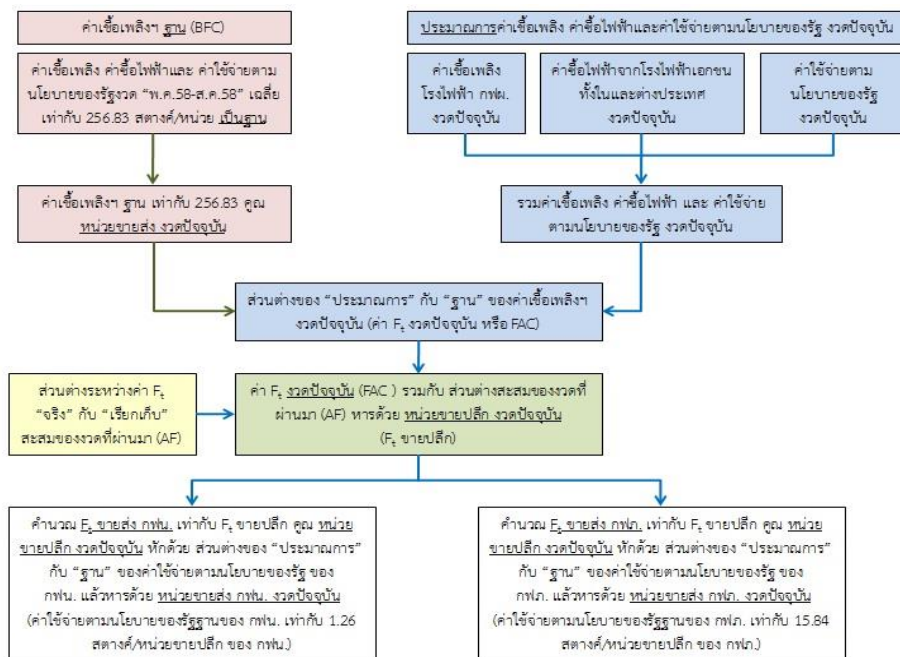 ค่าเชื้อเพลิงฯ ฐาน (BFC)
ค่าเชื้อเพลิง ค่าซื้อไฟฟ้าและ ค่าใช้จ่ายตาม
นโยบายของรัฐงวด “พ.ค.58-ส.ค.58” เฉลี่ย
เท่ากับ 256.83 สตางค์/หน่วย เป็นฐาน
ค่าเชื้อเพลิงฯ ฐาน เท่ากับ 256.83 คูณ
หน่วยขายส่ง งวดปัจจุบัน
ประมาณการค่าเชื้อเพลิง ค่าซื้อไฟฟ้าและค่าใช้จ่ายตามนโยบายของรัฐ งวดปัจจุบัน
ค่าเชื้อเพลิง
โรงไฟฟ้า กฟผ.
งวดปัจจุบัน
ค่าซื้อไฟฟ้าจากโรงไฟฟ้าเอกชน
ทั้งในและต่างประเทศ
งวดปัจจุบัน
ค่าใช้จ่ายตาม
นโยบายของรัฐ
งวดปัจจุบัน
รวมค่าเชื้อเพลิง ค่าซื้อไฟฟ้า และ ค่าใช้จ่าย
ตามนโยบายของรัฐ งวดปัจจุบัน
ส่วนต่างของ “ประมาณการ” กับ “ฐาน” ของค่าเชื้อเพลิงฯ
งวดปัจจุบัน (ค่า Fₜ งวดปัจจุบัน หรือ FAC)
ส่วนต่างระหว่างค่า Fₜ
“จริง” กับ “เรียกเก็บ”
สะสมของงวดที่ผ่านมา (AF)
ค่า Fₜ งวดปัจจุบัน (FAC ) รวมกับ ส่วนต่างสะสมของงวดที่
ผ่านมา (AF) หารด้วย หน่วยขายปลีก งวดปัจจุบัน
(Fₜ ขายปลีก)
คำนวณ Fₜ ขายส่ง กฟน. เท่ากับ Fₜ ขายปลีก คูณ หน่วย
ขายปลีก งวดปัจจุบัน หักด้วย ส่วนต่างของ “ประมาณการ”
กับ “ฐาน” ของค่าใช้จ่ายตามนโยบายของรัฐ ของ
กฟน. แล้วหารด้วย หน่วยขายส่ง กฟน. งวดปัจจุบัน
(ค่าใช้จ่ายตามนโยบายของรัฐฐานของ กฟน. เท่ากับ 1.26
สตางค์/หน่วยขายปลีก ของ กฟน.)
คำนวณ Fₜ ขายส่ง กฟภ. เท่ากับ Fₜ ขายปลีก คูณ หน่วย
ขายปลีก งวดปัจจุบัน หักด้วย ส่วนต่างของ “ประมาณการ”
กับ “ฐาน” ของค่าใช้จ่ายตามนโยบายของรัฐ ของ
กฟภ. แล้วหารด้วย หน่วยขายส่ง กฟภ. งวดปัจจุบัน
(ค่าใช้จ่ายตามนโยบายของรัฐฐานของ กฟภ. เท่ากับ 15.84
สตางค์/หน่วยขายปลีก ของ กฟภ.)